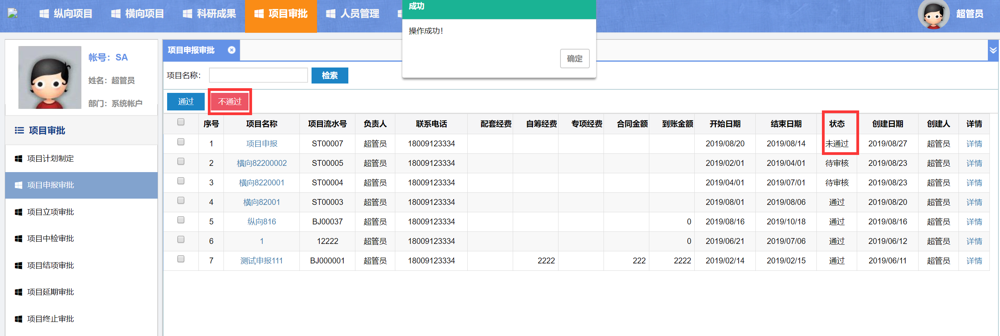 纵向项目 横向项目 科研成果 项目审批 人员管理 超管员
成功
操作成功！
确定
帐号：SA
姓名：超管员
部门：系统帐户
项目审批
项目计划制定
项目申报审批
项目立项审批
项目中检审批
项目结项审批
项目延期审批
项目终止审批
项目申报审批
项目名称： 检索
通过 不通过
序号 项目名称 项目流水号 负责人 联系电话 配套经费 自筹经费 专项经费 合同金额 到账金额 开始日期 结束日期 状态 创建日期 创建人 详情
1 项目申报 ST00007 超管员 18009123334 2019/08/20 2019/08/14 未通过 2019/08/27 超管员 详情
2 横向82200002 ST00005 超管员 18009123334 2019/02/01 2019/04/01 待审核 2019/08/23 超管员 详情
3 横向8220001 ST00004 超管员 18009123334 2019/04/01 2019/07/01 待审核 2019/08/23 超管员 详情
4 横向82001 ST00003 超管员 18009123334 2019/08/01 2019/08/06 通过 2019/08/20 超管员 详情
5 纵向816 BJ00037 超管员 18009123334 0 2019/08/16 2019/10/18 通过 2019/08/16 超管员 详情
6 1 12222 超管员 18009123334 0 2019/06/21 2019/07/06 通过 2019/06/12 超管员 详情
7 测试申报111 BJ000001 超管员 18009123334 2222 222 2222 2019/02/14 2019/02/15 通过 2019/06/11 超管员 详情